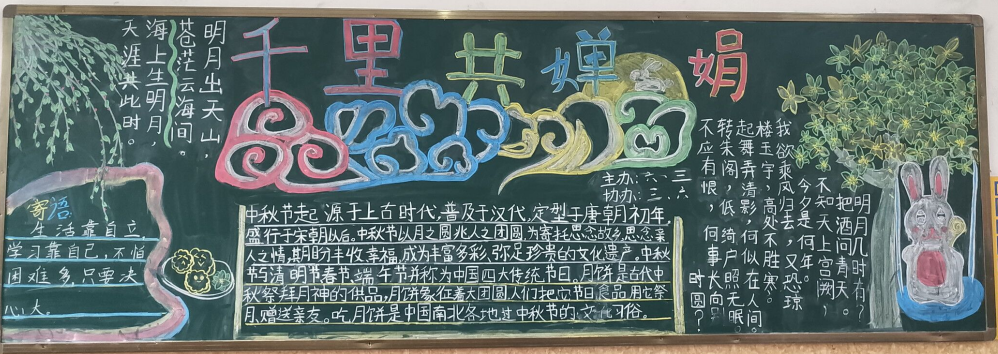 千里共婵娟
明月出天山，
苍茫云海间。
海上生明月，
天涯共此时。
主办：六、三
协办：三、六
寄语：
生活靠自立
学习靠自己，不怕
困难多，只要决
心大。
中秋节起源于上古时代，普及于汉代，定型于唐朝初年，
盛行于宋朝以后。中秋节以月之圆兆人之团圆，为寄托思念故乡，思念亲
人之情，期盼丰收幸福，成为丰富多彩，弥足珍贵的文化遗产。中秋
节与清明节春节、端午节并称为中国四大传统节日。月饼是古代中
秋祭拜月神的供品，月饼象征着大团圆人们把它节日食品用它祭
月、赠送亲友。吃月饼是中国南北各地过中秋节的文化习俗。
明月几时有？
把酒问青天。
不知天上宫阙，
今夕是何年。
我欲乘风归去，又恐琼
楼玉宇，高处不胜寒。
起舞弄清影，何似在人间。
转朱阁，低绮户，照无眠。
不应有恨，何事长向
时圆？